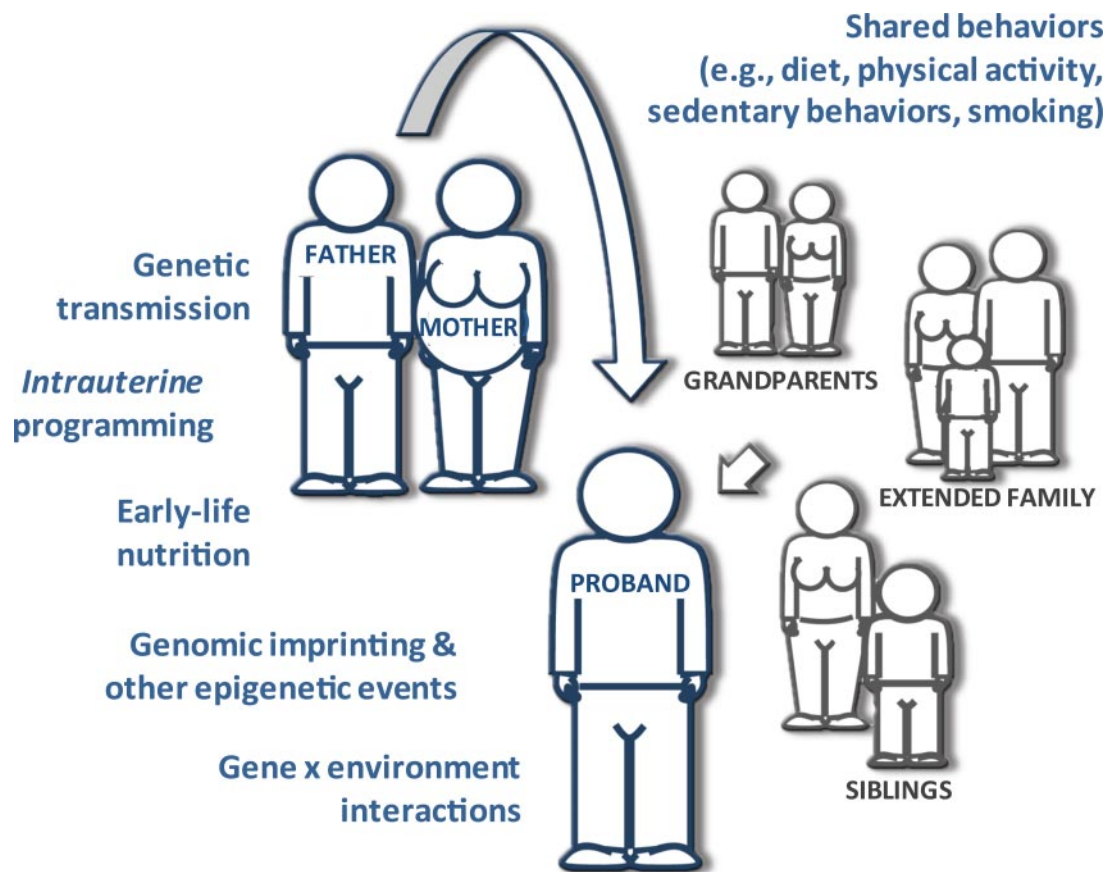 Shared behaviors
(e.g., diet, physical activity,
sedentary behaviors, smoking)
FATHER
MOTHER
Genetic
transmission
Intrauterine
programming
GRANDPARENTS
EXTENDED FAMILY
Early-life
nutrition
PROBAND
Genomic imprinting &
other epigenetic events
Gene x environment
interactions
SIBLINGS